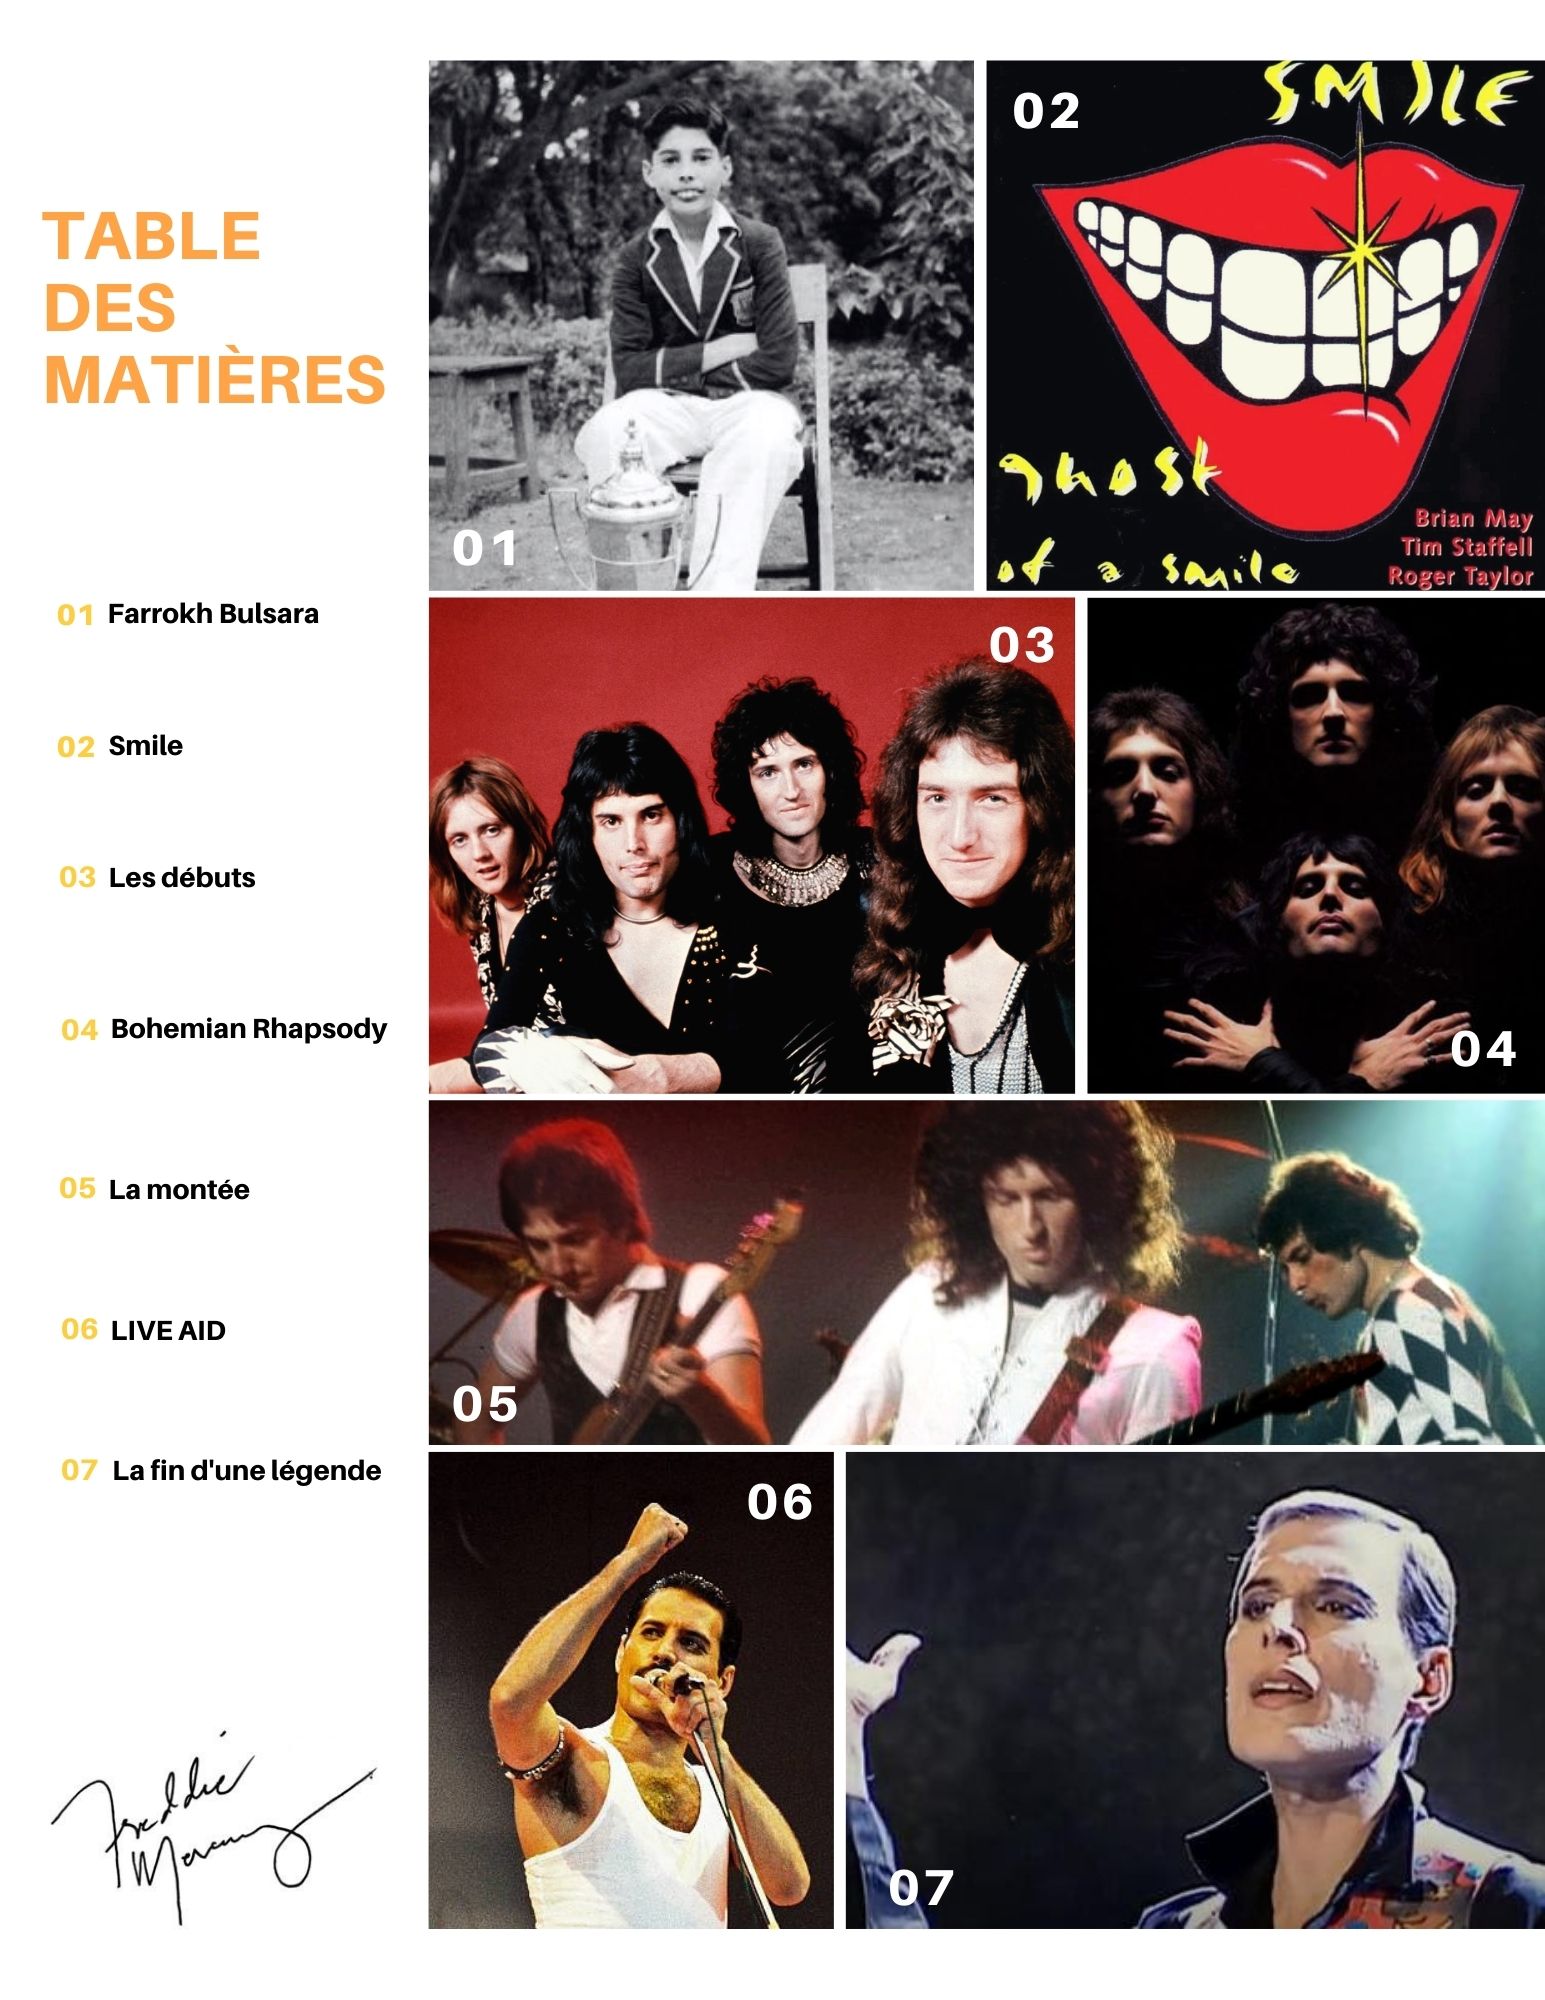 TABLE
DES
MATIÈRES
01 Farrokh Bulsara
02 Smile
03 Les débuts
04 Bohemian Rhapsody
05 La montée
06 LIVE AID
07 La fin d'une légende
Freddie
Mercury
01
02
SMILE
ghost
of a smile
Brian May
Tim Staffell
Roger Taylor
03
04
05
06
07